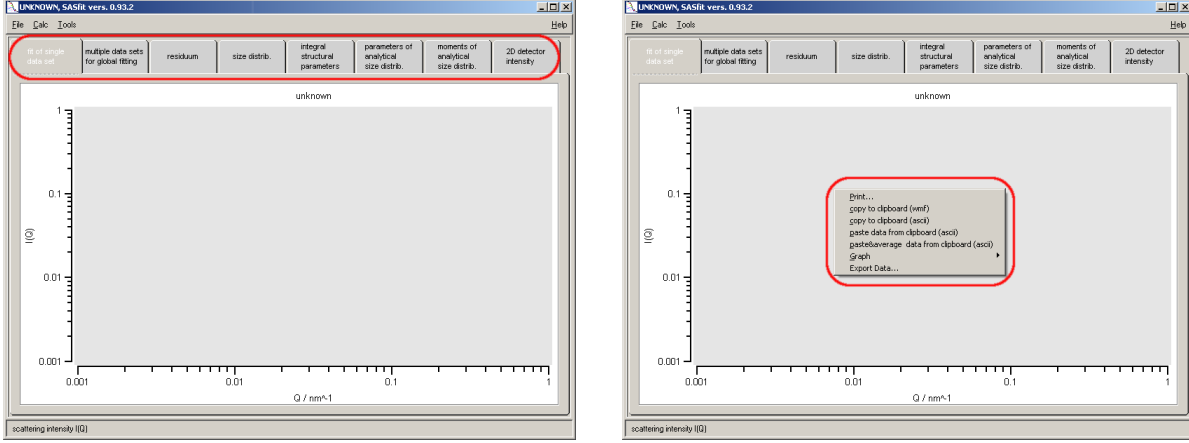 UNKNOWN, SASfit vers. 0.93.2
File Calc Tools Help
fit of single
data set
multiple data sets
for global fitting
residuum
size distrib.
integral
structural
parameters
parameters of
analytical
size distrib.
moments of
analytical
size distrib.
2D detector
intensity
unknown
1
0.1
0.01
0.001
I(Q)
0.001 0.01 0.1 1
Q / nm^-1
scattering intensity I(Q)
UNKNOWN, SASfit vers. 0.93.2
File Calc Tools Help
fit of single
data set
multiple data sets
for global fitting
residuum
size distrib.
integral
structural
parameters
parameters of
analytical
size distrib.
moments of
analytical
size distrib.
2D detector
intensity
unknown
1
0.1
0.01
0.001
I(Q)
Print...
copy to clipboard (wmf)
copy to clipboard (ascii)
paste data from clipboard (ascii)
paste&average data from clipboard (ascii)
Graph
Export Data...
0.001 0.01 0.1 1
Q / nm^-1
scattering intensity I(Q)